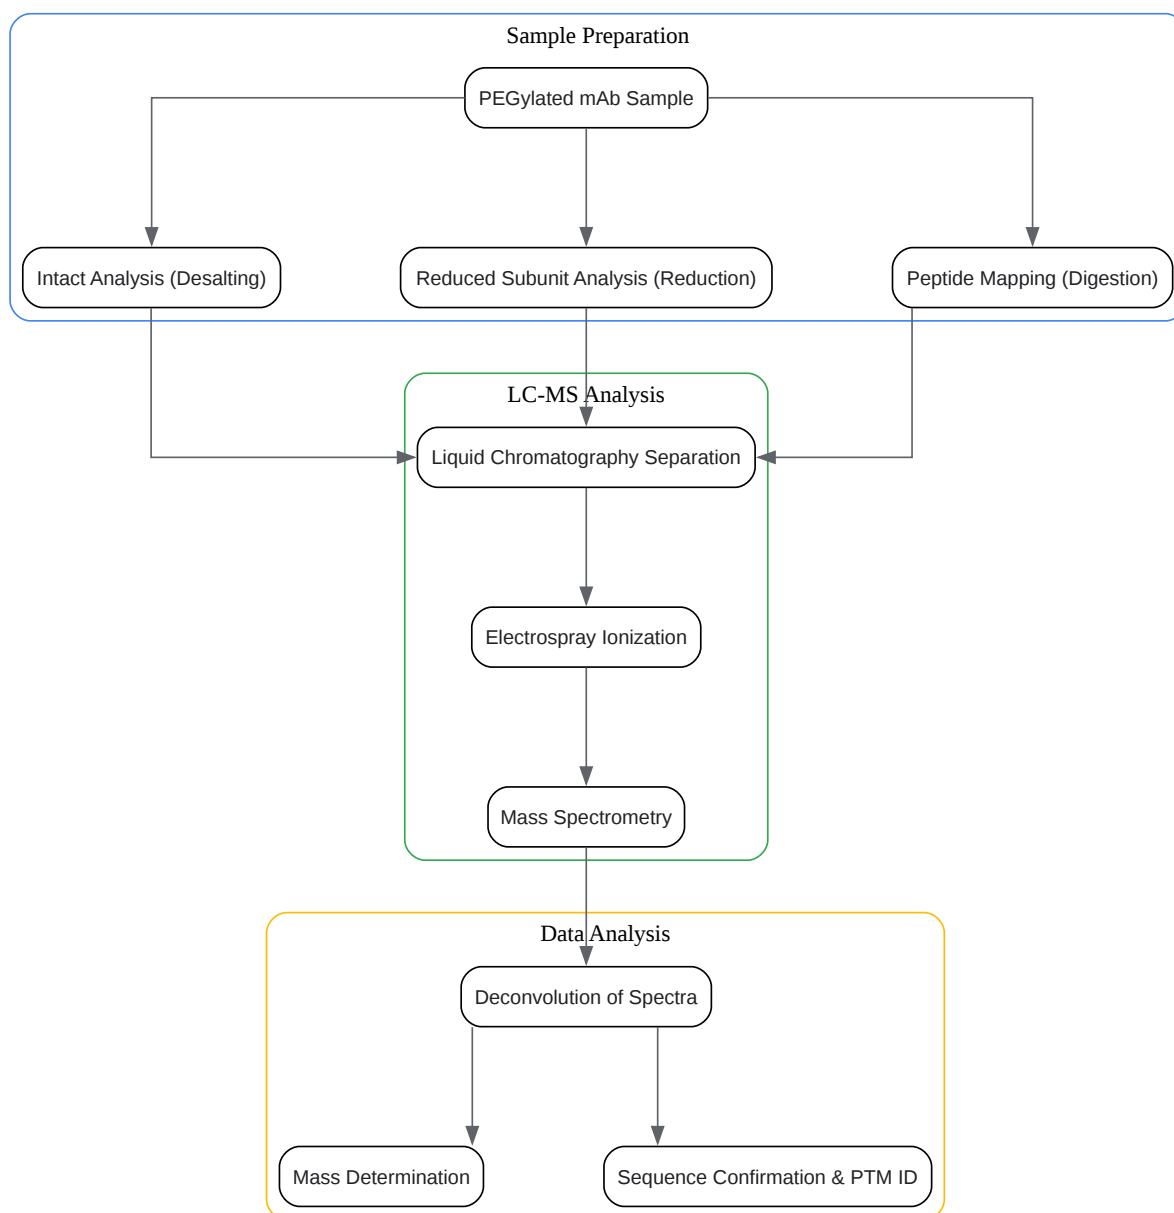 Sample Preparation
PEGylated mAb Sample
Intact Analysis (Desalting)
Reduced Subunit Analysis (Reduction)
Peptide Mapping (Digestion)
LC-MS Analysis
Liquid Chromatography Separation
Electrospray Ionization
Mass Spectrometry
Data Analysis
Deconvolution of Spectra
Mass Determination
Sequence Confirmation & PTM ID